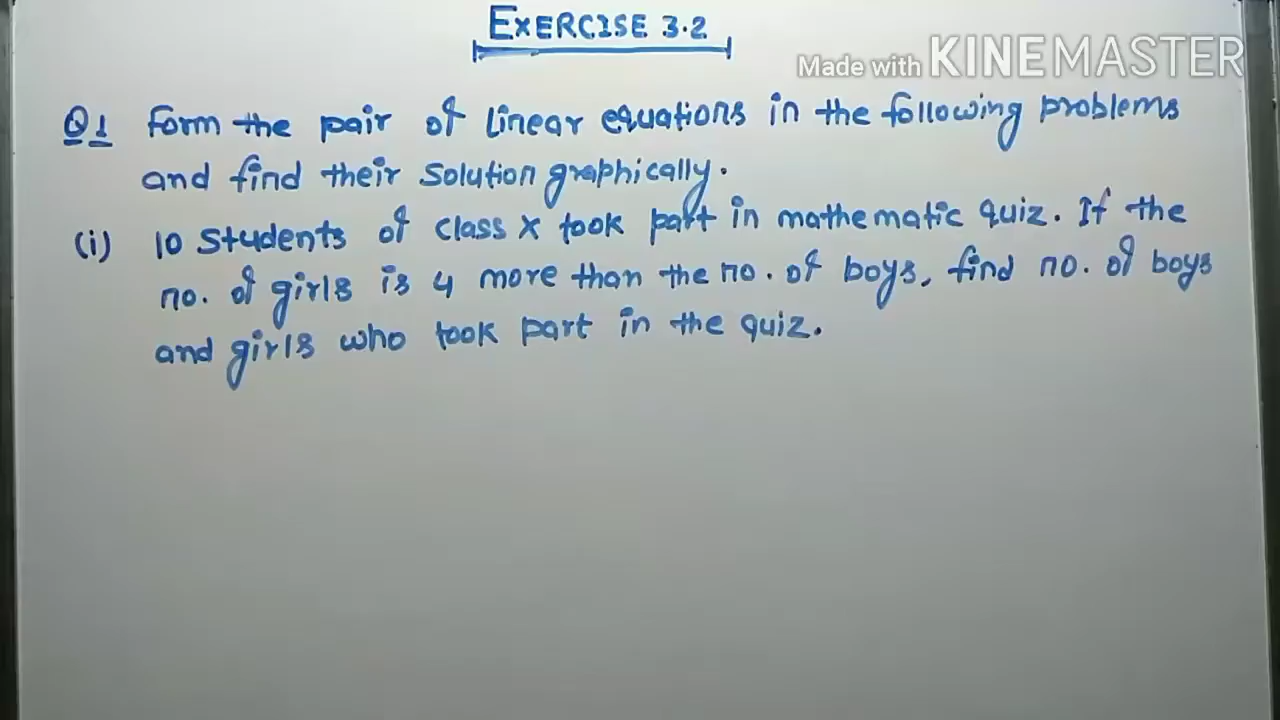 EXERCISE 3.2
Made with KINEMASTER
Q1 Form the pair of linear equations in the following problems
and find their solution graphically.
(i) 10 students of class X took part in mathematic quiz. If the
no. of girls is 4 more than the no. of boys, find no. of boys
and girls who took part in the quiz.